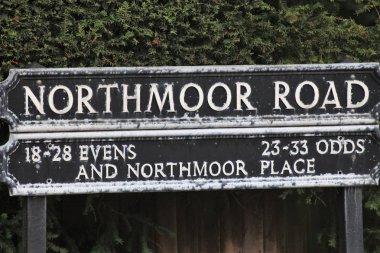 NORTHMOOR ROAD
18-28 EVENS 23-33 ODDS
AND NORTHMOOR PLACE